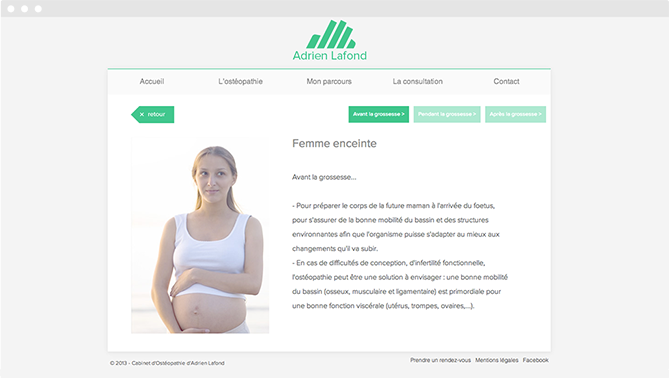 Adrien Lafond
Accueil L'ostéopathie Mon parcours La consultation Contact
× retour
Avant la grossesse > Pendant la grossesse > Après la grossesse >
Femme enceinte
Avant la grossesse...
- Pour préparer le corps de la future maman à l'arrivée du foetus,
pour s'assurer de la bonne mobilité du bassin et des structures
environnantes afin que l'organisme puisse s'adapter au mieux aux
changements qu'il va subir.
- En cas de difficultés de conception, d'infertilité fonctionnelle,
l'ostéopathie peut être une solution à envisager : une bonne mobilité
du bassin (osseux, musculaire et ligamentaire) est primordiale pour
une bonne fonction viscérale (utérus, trompes, ovaires,...).
© 2013 - Cabinet d'Ostéopathie d'Adrien Lafond
Prendre un rendez-vous Mentions légales Facebook